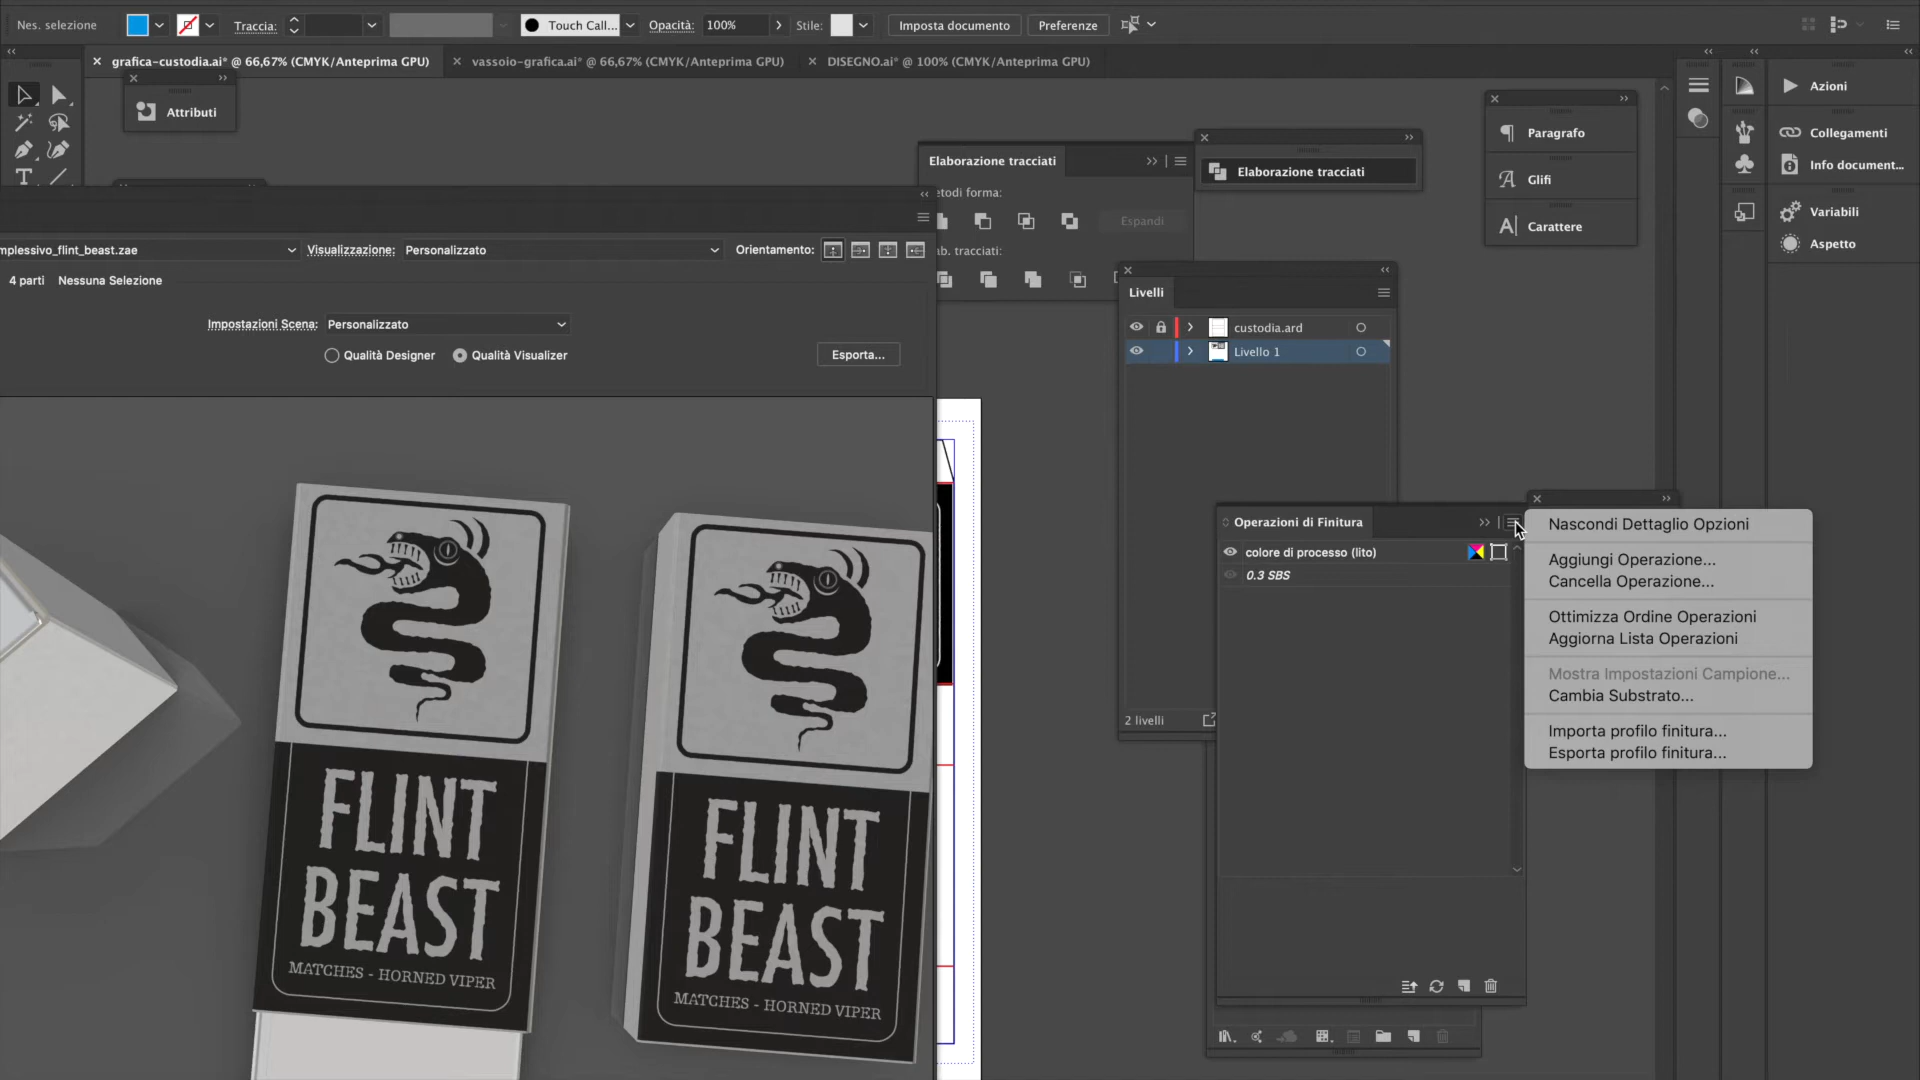 Nes. selezione
Traccia:
Touch Call...
Opacità:
100%
Stile:
Imposta documento
Preferenze
grafica-custodia.ai* @ 66,67% (CMYK/Anteprima GPU)
vassoio-grafica.ai* @ 66,67% (CMYK/Anteprima GPU)
DISEGNO.ai* @ 100% (CMYK/Anteprima GPU)
Attributi
Azioni
Collegamenti
Info document...
Variabili
Aspetto
Paragrafo
Glifi
Carattere
Elaborazione tracciati
Elaborazione tracciati
etodi forma:
Espandi
ab. tracciati:
mplessivo_flint_beast.zae
Visualizzazione:
Personalizzato
Orientamento:
4 parti
Nessuna Selezione
Impostazioni Scena:
Personalizzato
Qualità Designer
Qualità Visualizer
Esporta...
Livelli
custodia.ard
Livello 1
2 livelli
Operazioni di Finitura
colore di processo (lito)
0.3 SBS
Nascondi Dettaglio Opzioni
Aggiungi Operazione...
Cancella Operazione...
Ottimizza Ordine Operazioni
Aggiorna Lista Operazioni
Mostra Impostazioni Campione...
Cambia Substrato...
Importa profilo finitura...
Esporta profilo finitura...
FLINT
BEAST
MATCHES - HORNED VIPER
FLINT
BEAST
MATCHES - HORNED VIPER